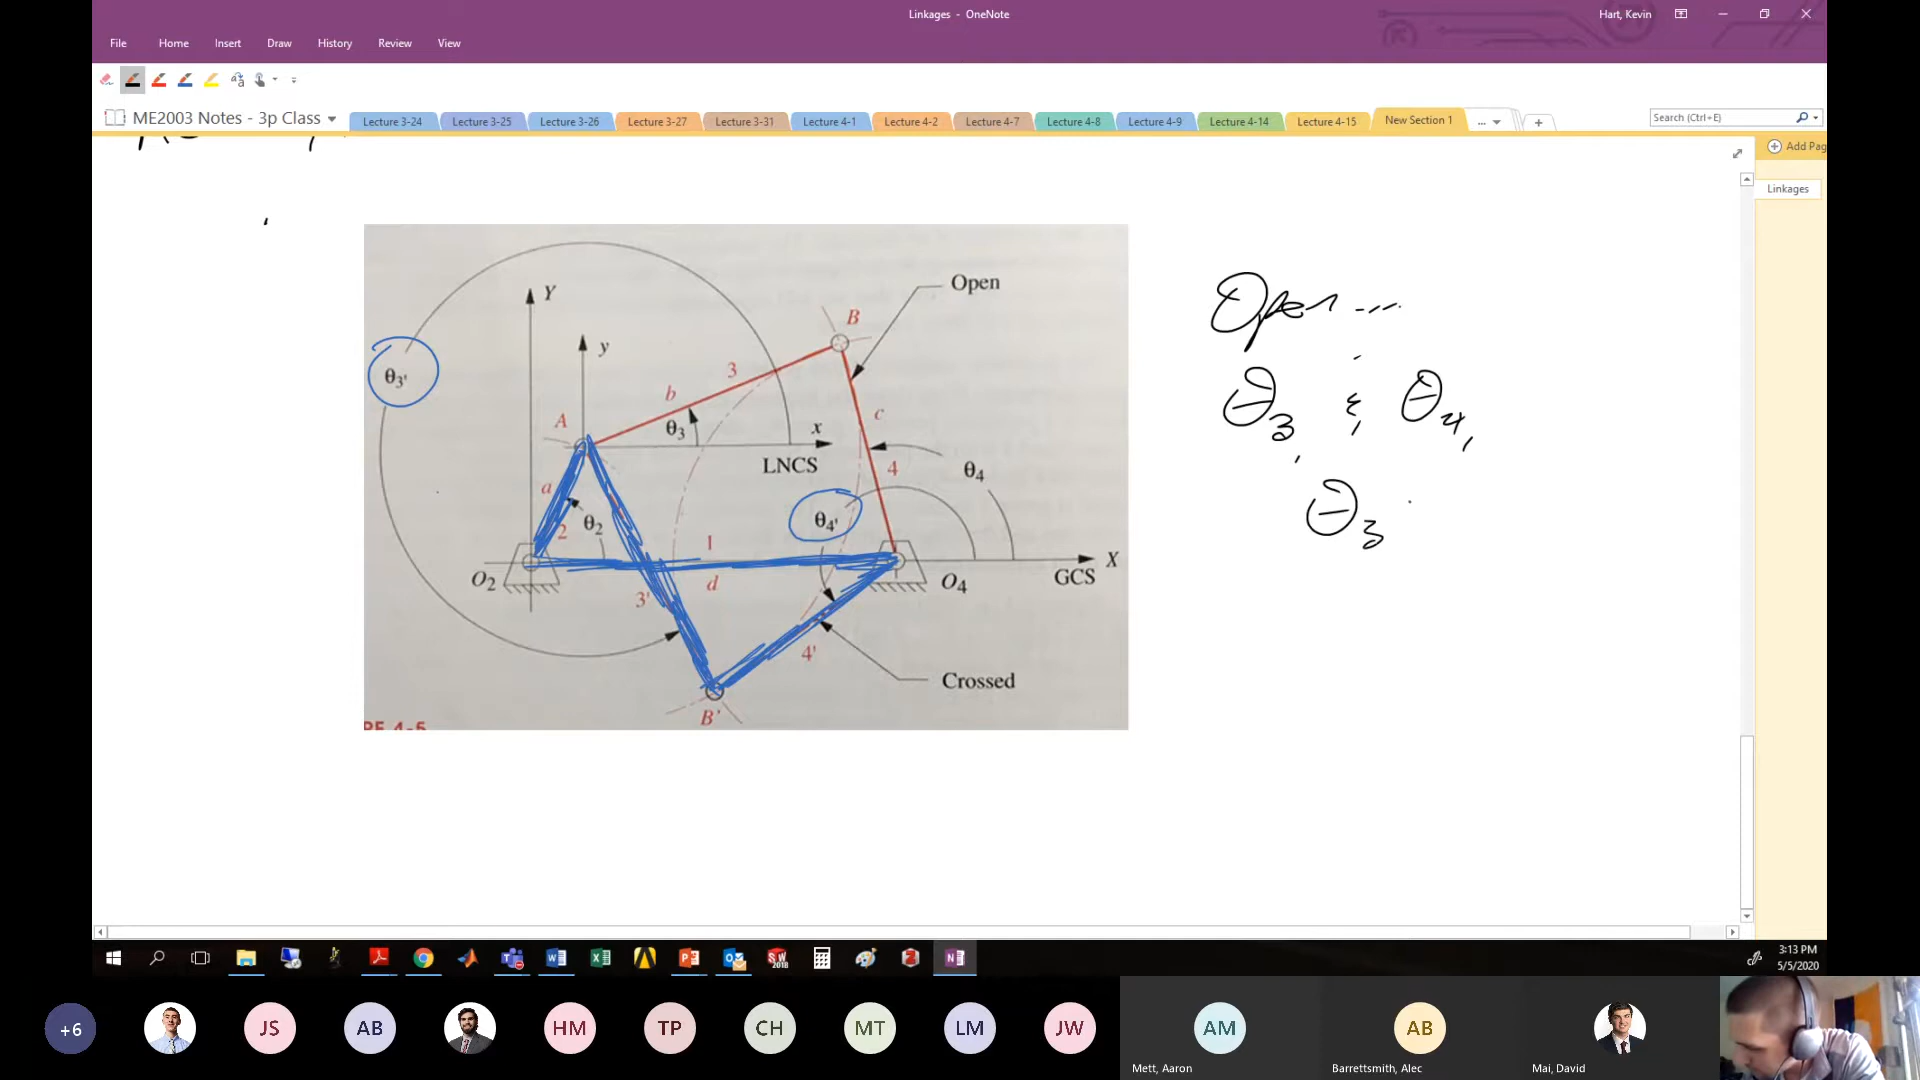 Linkages - OneNote
Hart, Kevin
File Home Insert Draw History Review View
ME2003 Notes - 3p Class
Lecture 3-24 Lecture 3-25 Lecture 3-26 Lecture 3-27 Lecture 3-31 Lecture 4-1 Lecture 4-2 Lecture 4-7 Lecture 4-8 Lecture 4-9 Lecture 4-14 Lecture 4-15 New Section 1 ...
Search (Ctrl+E)
Add Pag
Linkages
Y
Open
B
y
3
θ3'
b
A
θ3
x
c
LNCS
4
θ4
a
θ4'
2
θ2
1
X
O2
d
O4
GCS
3'
4'
Crossed
B'
Open ...
θ3 & θ4
θ3
3:13 PM
5/5/2020
SW
2018
+6
JS
AB
HM
TP
CH
MT
LM
JW
AM
AB
Mett, Aaron
Barrettsmith, Alec
Mai, David